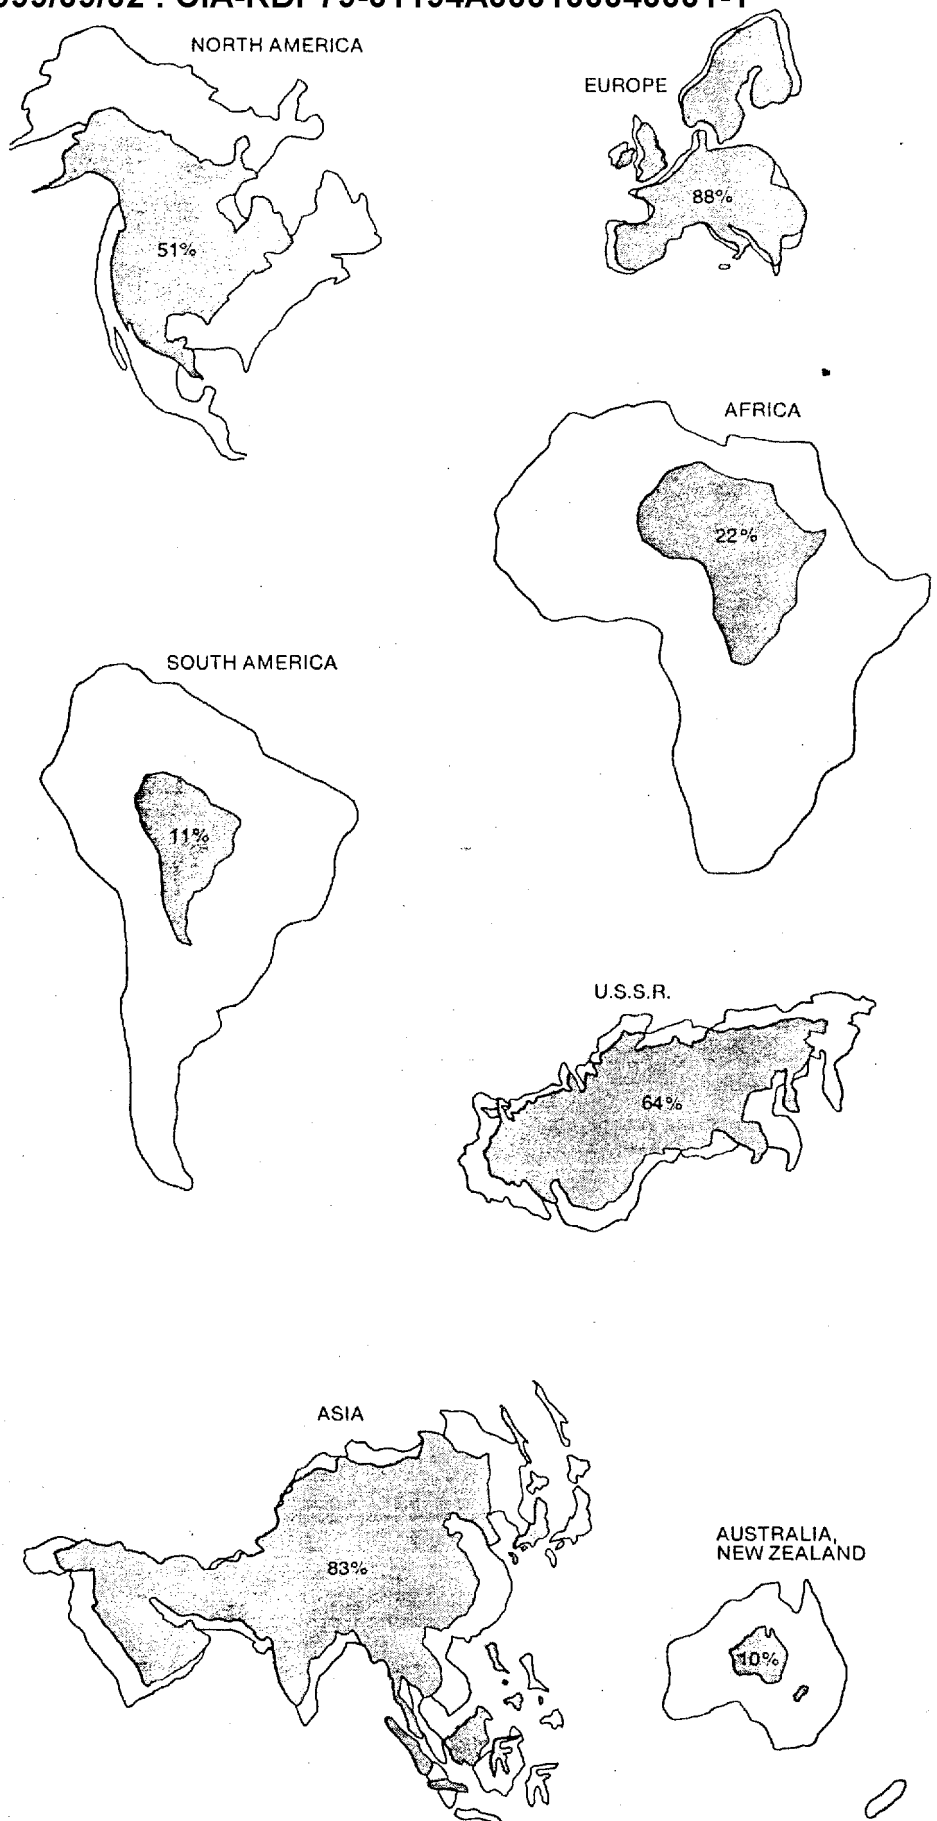 NORTH AMERICA
51%
EUROPE
88%
AFRICA
22%
SOUTH AMERICA
11%
U.S.S.R.
64%
ASIA
83%
AUSTRALIA,
NEW ZEALAND
10%